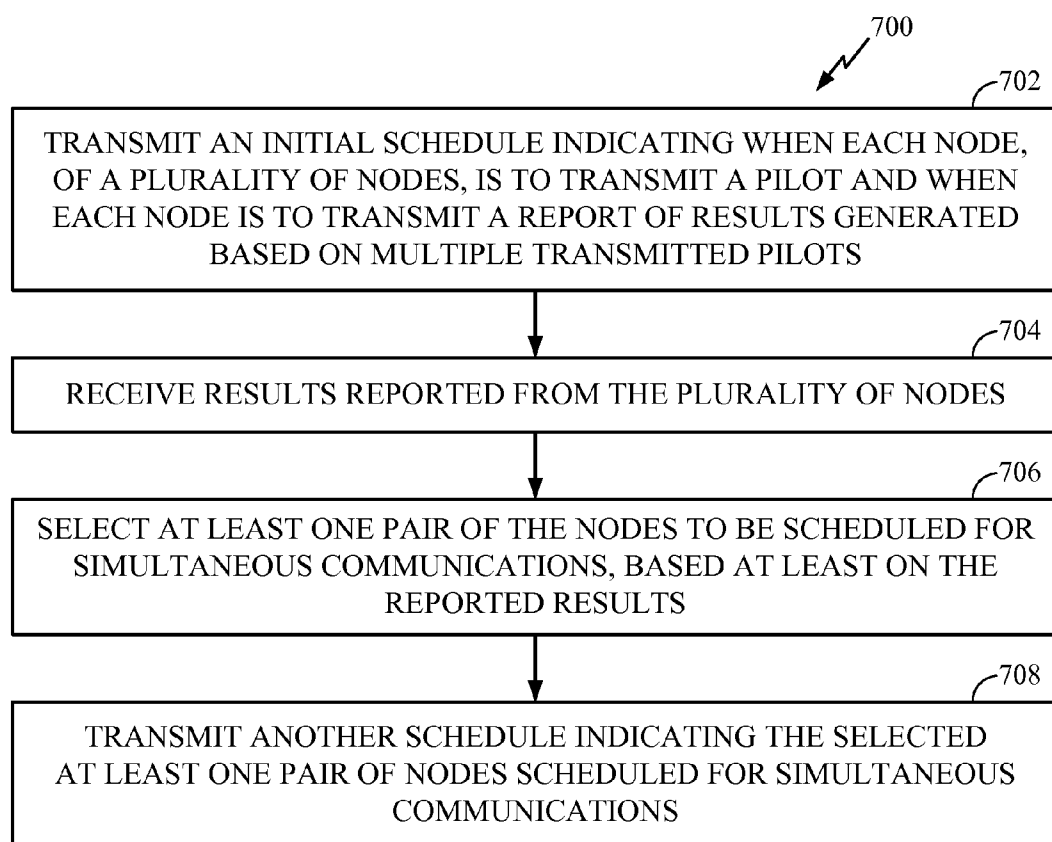 700
702
TRANSMIT AN INITIAL SCHEDULE INDICATING WHEN EACH NODE,
OF A PLURALITY OF NODES, IS TO TRANSMIT A PILOT AND WHEN
EACH NODE IS TO TRANSMIT A REPORT OF RESULTS GENERATED
BASED ON MULTIPLE TRANSMITTED PILOTS
704
RECEIVE RESULTS REPORTED FROM THE PLURALITY OF NODES
706
SELECT AT LEAST ONE PAIR OF THE NODES TO BE SCHEDULED FOR
SIMULTANEOUS COMMUNICATIONS, BASED AT LEAST ON THE
REPORTED RESULTS
708
TRANSMIT ANOTHER SCHEDULE INDICATING THE SELECTED
AT LEAST ONE PAIR OF NODES SCHEDULED FOR SIMULTANEOUS
COMMUNICATIONS